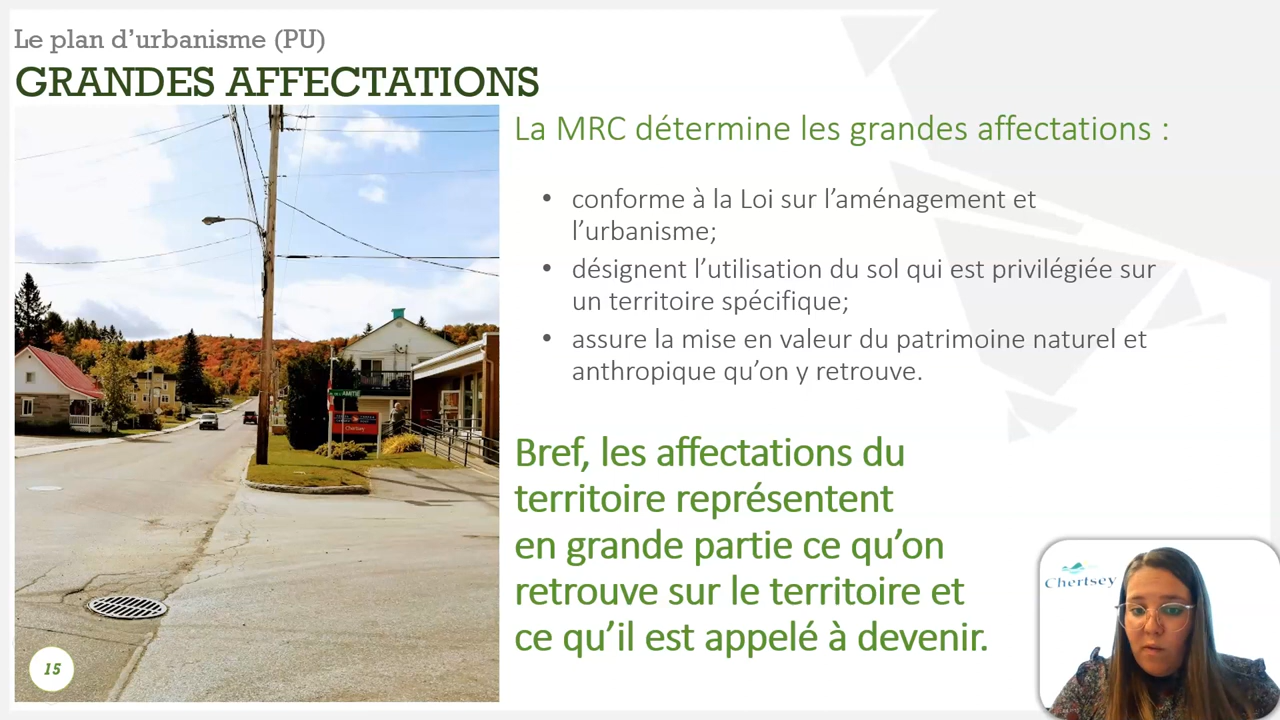 Le plan d’urbanisme (PU)
GRANDES AFFECTATIONS
La MRC détermine les grandes affectations :
• conforme à la Loi sur l’aménagement et
l’urbanisme;
• désignent l’utilisation du sol qui est privilégiée sur
un territoire spécifique;
• assure la mise en valeur du patrimoine naturel et
anthropique qu’on y retrouve.
Bref, les affectations du
territoire représentent
en grande partie ce qu’on
retrouve sur le territoire et
ce qu’il est appelé à devenir.
Chertsey
Chertsey
15